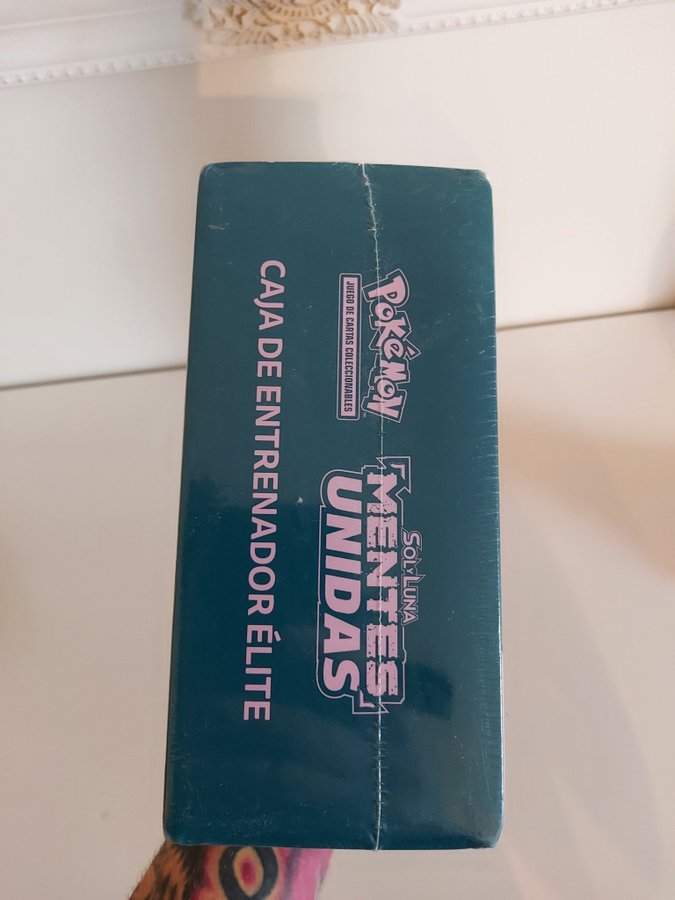 POKÉMON
JUEGO DE CARTAS COLECCIONABLES
SOL Y LUNA
MENTES
UNIDAS
CAJA DE ENTRENADOR ÉLITE